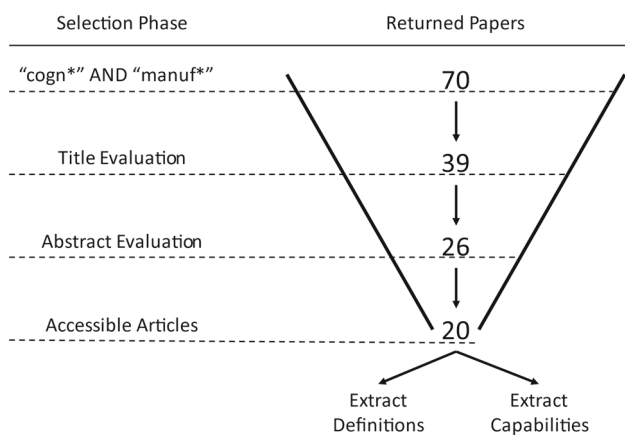 Selection Phase Returned Papers
“cogn*” AND “manuf*” 70
Title Evaluation 39
Abstract Evaluation 26
Accessible Articles 20
Extract Extract
Definitions Capabilities